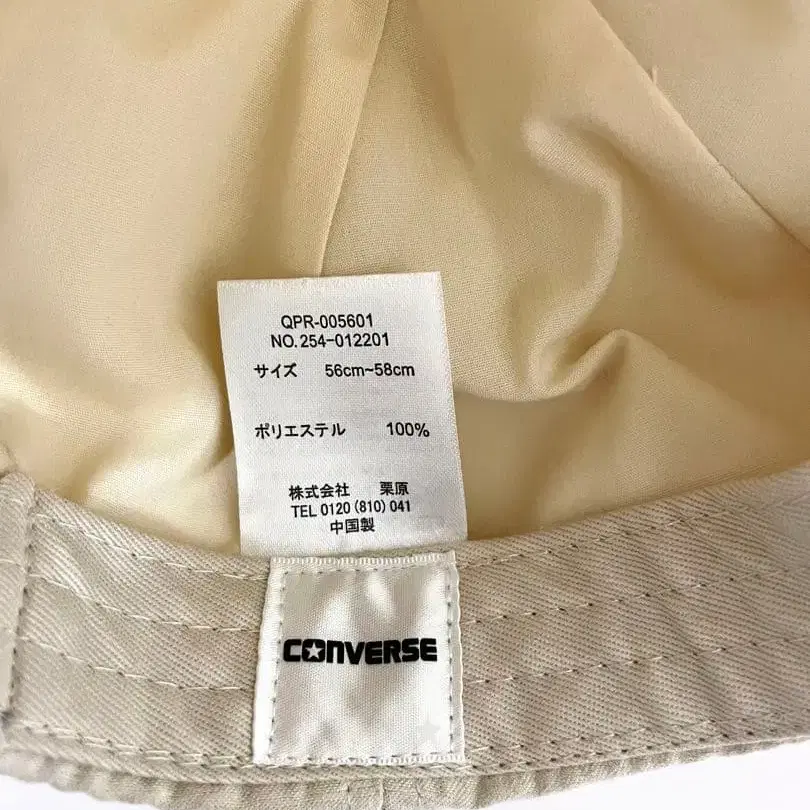 QPR-005601
NO.254-012201
サイズ 56cm~58cm
ポリエステル 100%
株式会社 栗原
TEL 0120(810)041
中国製
CONVERSE